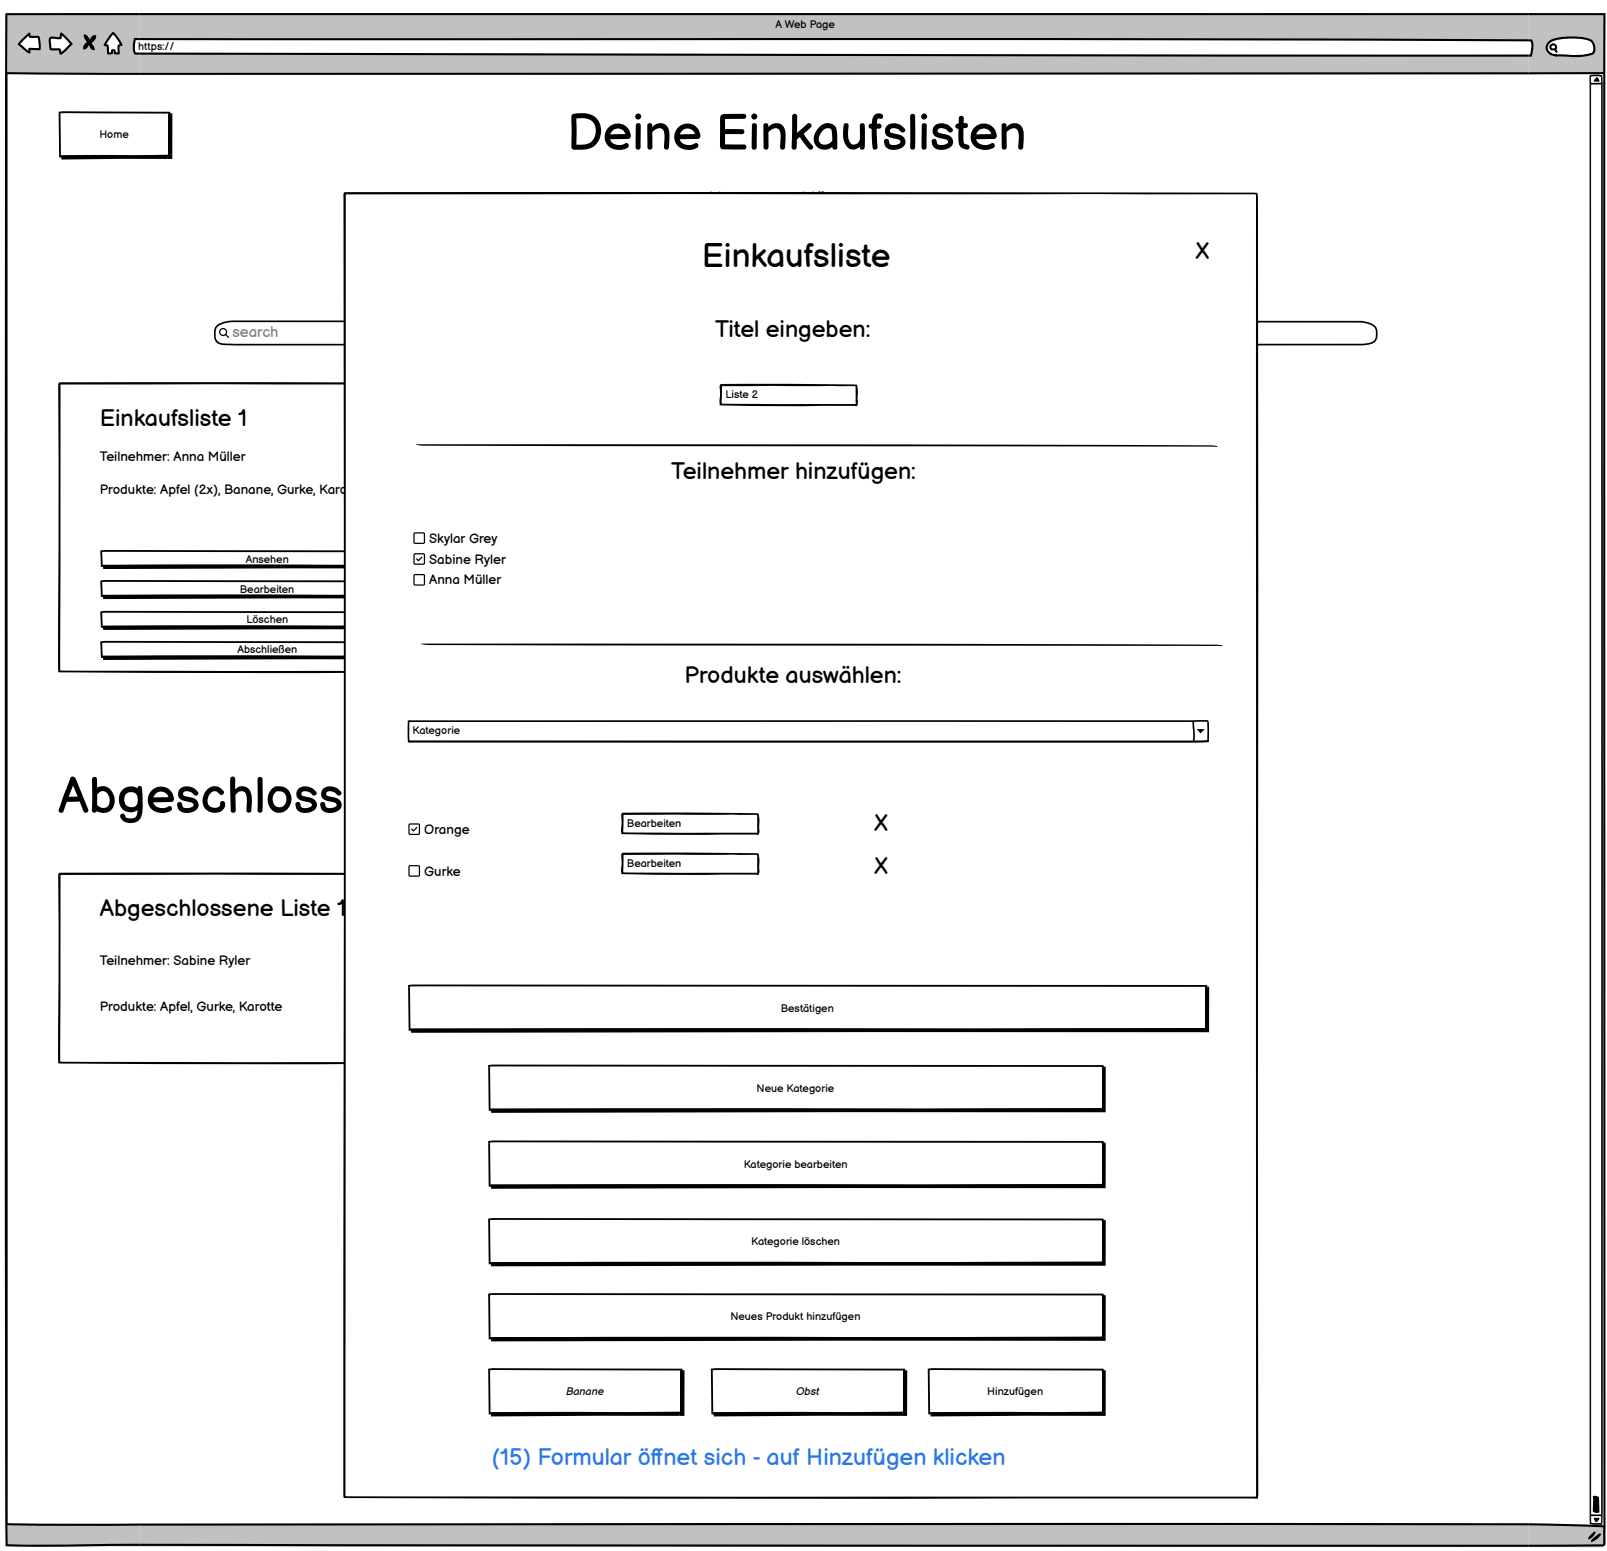 A Web Page
https://
Home
Deine Einkaufslisten
Einkaufsliste
X
Titel eingeben:
search
Liste 2
Einkaufsliste 1
Teilnehmer: Anna Müller
Produkte: Apfel (2x), Banane, Gurke, Karo
Ansehen
Bearbeiten
Löschen
Abschließen
Teilnehmer hinzufügen:
Skylar Grey
Sabine Ryler
Anna Müller
Produkte auswählen:
Kategorie
Orange
Bearbeiten
X
Gurke
Bearbeiten
X
Abgeschloss
Abgeschlossene Liste 1
Teilnehmer: Sabine Ryler
Produkte: Apfel, Gurke, Karotte
Bestätigen
Neue Kategorie
Kategorie bearbeiten
Kategorie löschen
Neues Produkt hinzufügen
Banane
Obst
Hinzufügen
(15) Formular öffnet sich - auf Hinzufügen klicken